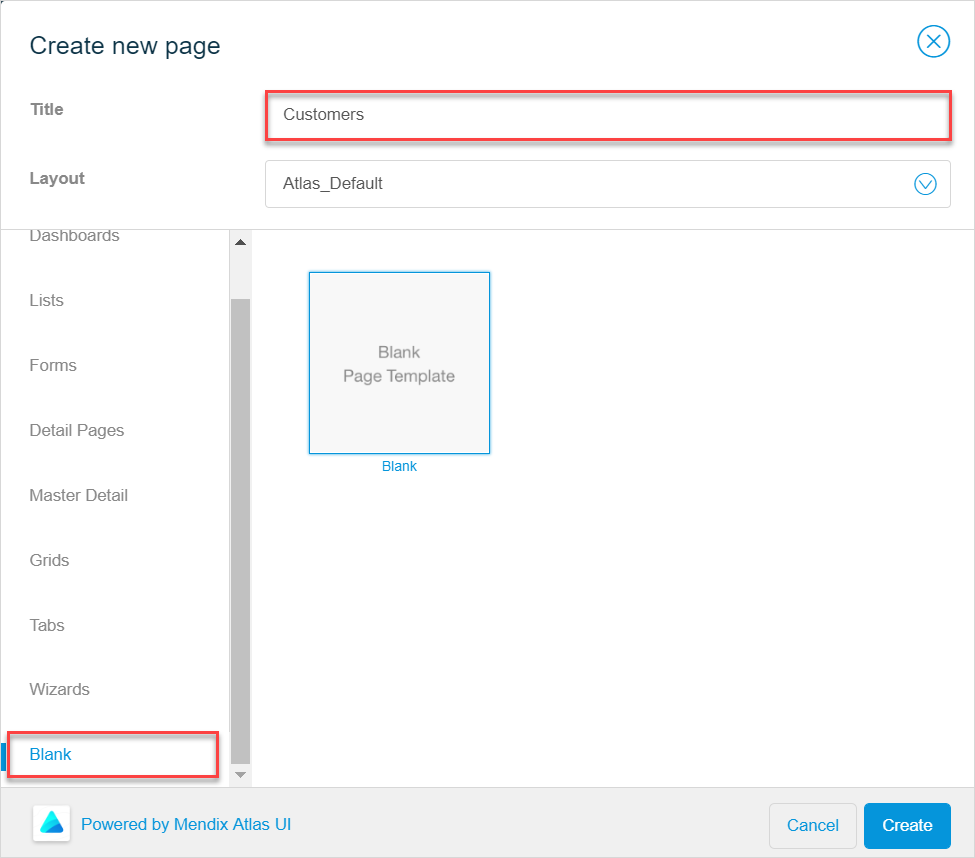 Create new page
Title
Customers
Layout
Atlas_Default
Dashboards
Lists
Forms
Detail Pages
Master Detail
Grids
Tabs
Wizards
Blank
Blank
Page Template
Blank
Powered by Mendix Atlas UI
Cancel
Create